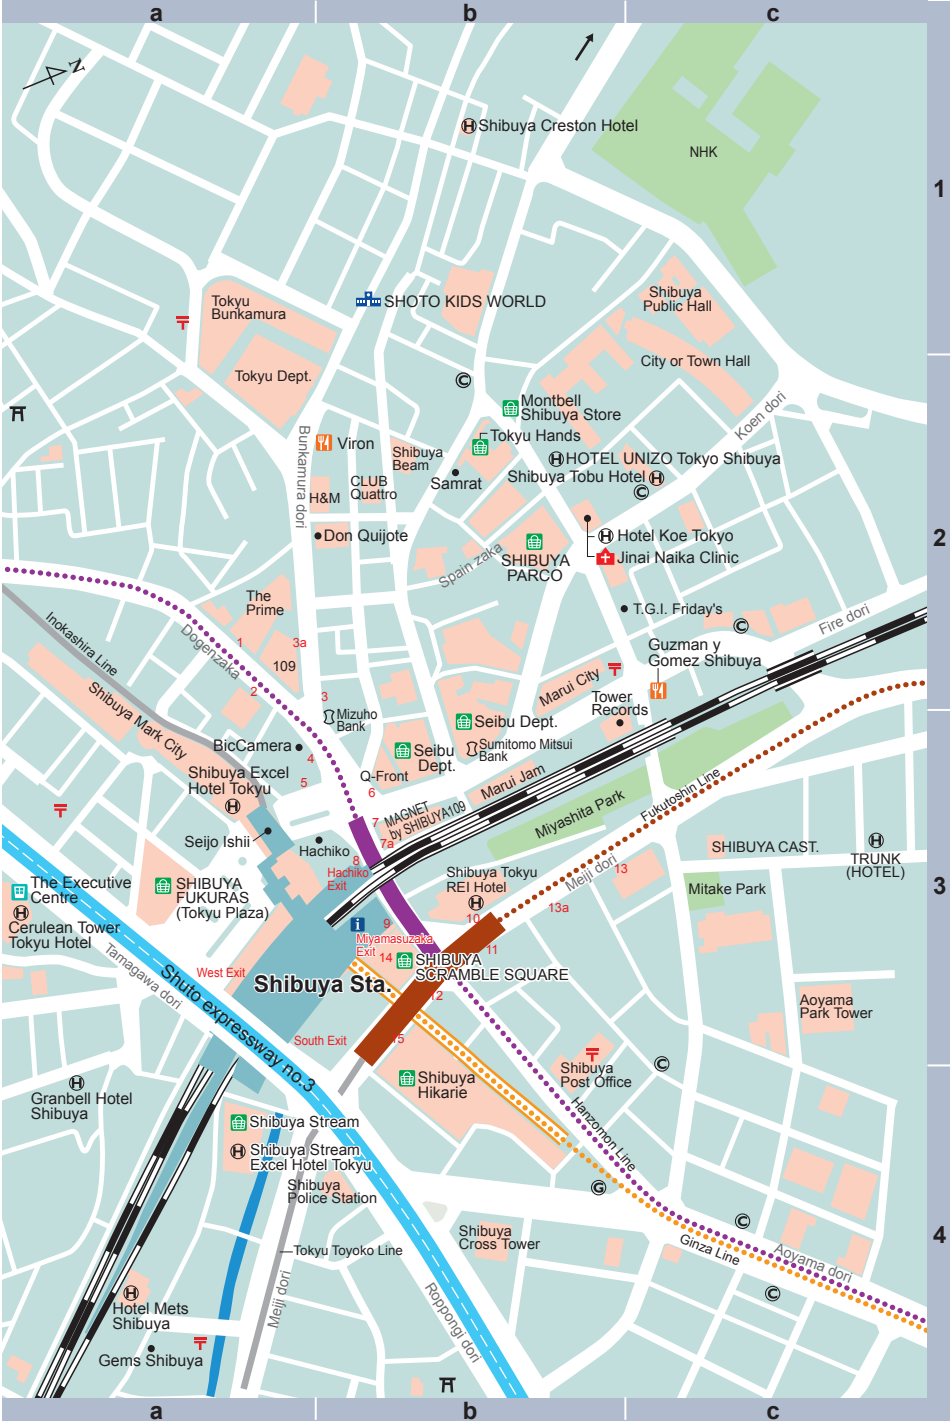 a
b
c
N
Shibuya Creston Hotel
NHK
1
Tokyu
Bunkamura
SHOTO KIDS WORLD
Shibuya
Public Hall
Tokyu Dept.
City or Town Hall
Montbell
Shibuya Store
Koen dori
Bunkamura dori
Viron
Tokyu Hands
Shibuya
Beam
HOTEL UNIZO Tokyo Shibuya
Samrat
Shibuya Tobu Hotel
CLUB
Quattro
H&M
Don Quijote
Hotel Koe Tokyo
2
SHIBUYA
PARCO
Jinai Naika Clinic
Spain zaka
The
Prime
T.G.I. Friday's
Fire dori
Inokashira Line
Dogenzaka
1
3a
109
Guzman y
Gomez Shibuya
2
3
Marui City
Shibuya Mark City
Tower
Records
Mizuho
Bank
Seibu Dept.
BicCamera
4
Seibu
Dept.
Sumitomo Mitsui
Bank
Shibuya Excel
Hotel Tokyu
5
Q-Front
Marui Jam
Fukutoshin Line
6
MAGNET
by SHIBUYA109
Miyashita Park
7
7a
Seijo Ishii
Hachiko
8
SHIBUYA CAST.
TRUNK
(HOTEL)
Hachiko
Exit
Shibuya Tokyu
REI Hotel
Meiji dori
13
3
The Executive
Centre
SHIBUYA
FUKURAS
(Tokyu Plaza)
Mitake Park
13a
9
10
Cerulean Tower
Tokyu Hotel
Miyamasuzaka
Exit
14
11
SHIBUYA
SCRAMBLE SQUARE
Tamagawa dori
West Exit
Shibuya Sta.
12
Shuto expressway no.3
Aoyama
Park Tower
South Exit
15
Shibuya
Post Office
Shibuya
Hikarie
Granbell Hotel
Shibuya
Hanzomon Line
Shibuya Stream
Shibuya Stream
Excel Hotel Tokyu
Shibuya
Police Station
G
Shibuya
Cross Tower
4
Tokyu Toyoko Line
Ginza Line
Aoyama dori
Meiji dori
Roppongi dori
Hotel Mets
Shibuya
Gems Shibuya
a
b
c